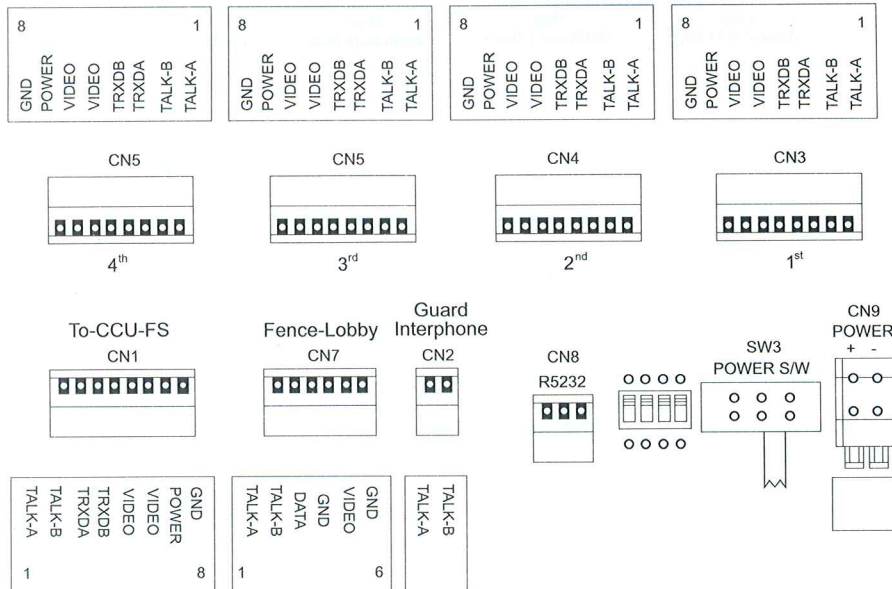 8 1
GND POWER VIDEO VIDEO TRXDB TRXDA TALK-B TALK-A
8 1
GND POWER VIDEO VIDEO TRXDB TRXDA TALK-B TALK-A
8 1
GND POWER VIDEO VIDEO TRXDB TRXDA TALK-B TALK-A
8 1
GND POWER VIDEO VIDEO TRXDB TRXDA TALK-B TALK-A
CN5
CN5
CN4
CN3
4th
3rd
2nd
1st
To-CCU-FS
CN1
Fence-Lobby
CN7
Guard
Interphone
CN2
CN8
R5232
SW3
POWER S/W
CN9
POWER
+ -
TALK-A TALK-B TRXDA TRXDB VIDEO VIDEO POWER GND
1 8
TALK-A TALK-B DATA GND VIDEO GND
1 6
TALK-A TALK-B